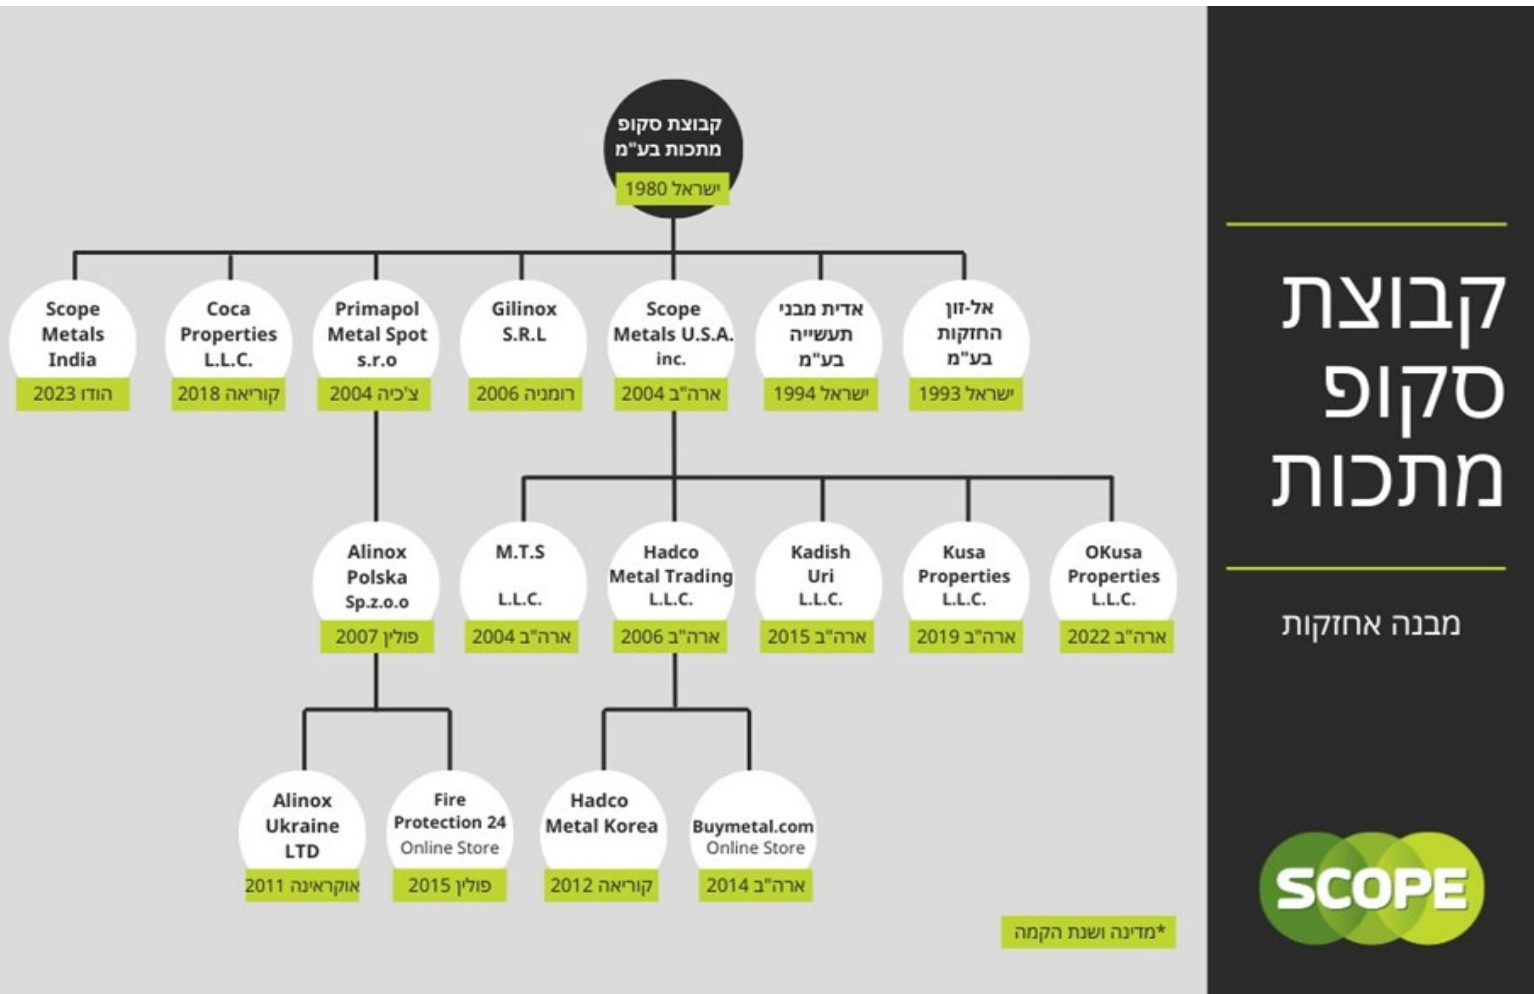 קבוצת סקופ
מתכות בע"מ
ישראל 1980
Scope
Metals
India
הודו 2023
Coca
Properties
L.L.C.
קוריאה 2018
Primapol
Metal Spot
s.r.o
צ'כיה 2004
Gilinox
S.R.L
רומניה 2006
Scope
Metals U.S.A.
inc.
ארה"ב 2004
אדית מבני
תעשייה
בע"מ
ישראל 1994
אל-זון
החזקות
בע"מ
ישראל 1993
Alinox
Polska
Sp.z.o.o
פולין 2007
M.T.S
L.L.C.
ארה"ב 2004
Hadco
Metal Trading
L.L.C.
ארה"ב 2006
Kadish
Uri
L.L.C.
ארה"ב 2015
Kusa
Properties
L.L.C.
ארה"ב 2019
OKusa
Properties
L.L.C.
ארה"ב 2022
Alinox
Ukraine
LTD
אוקראינה 2011
Fire
Protection 24
Online Store
פולין 2015
Hadco
Metal Korea
קוריאה 2012
Buymetal.com
Online Store
ארה"ב 2014
*מדינה ושנת הקמה
קבוצת
סקופ
מתכות
מבנה אחזקות
SCOPE